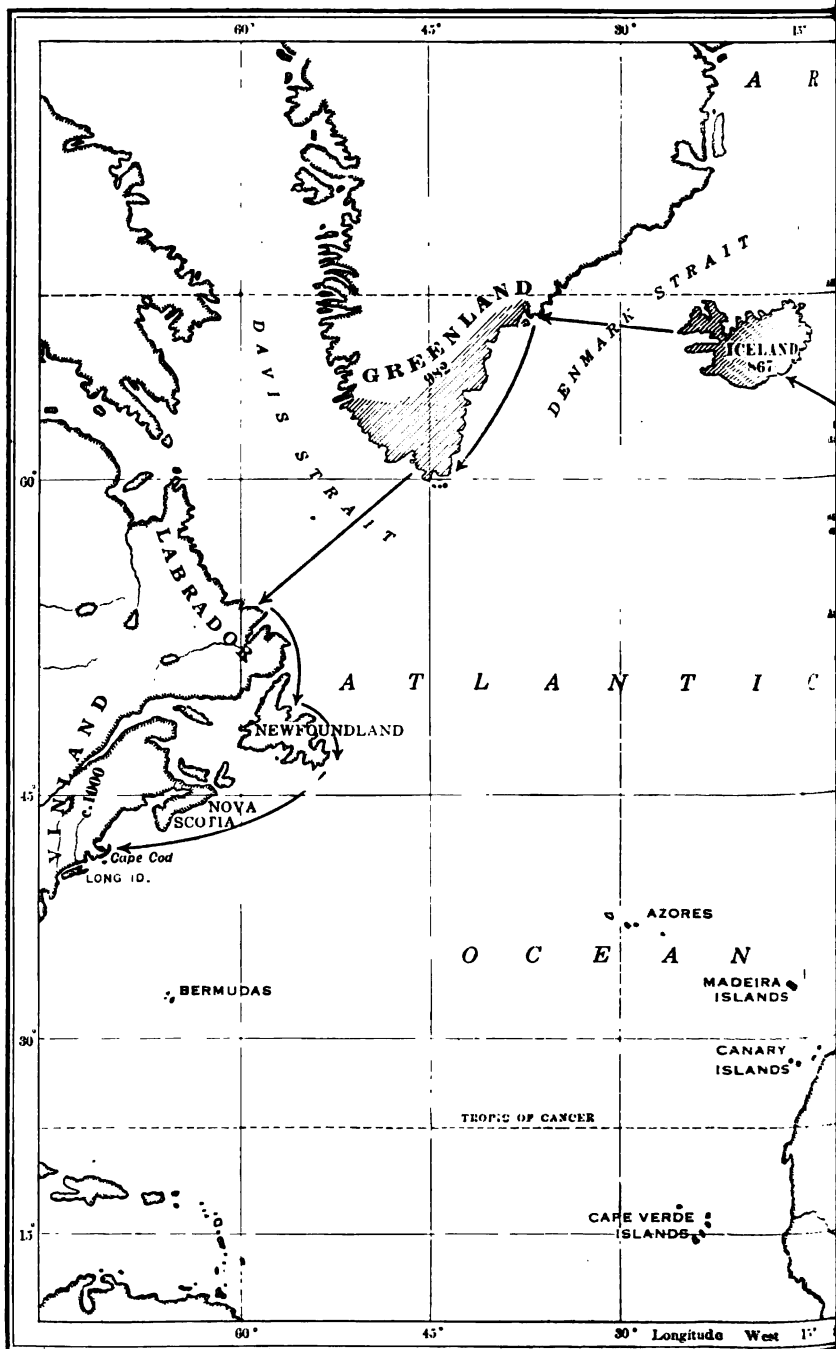 60° 45° 30° 15°
A R
DENMARK STRAIT
GREENLAND
982
ICELAND
867
DAVIS STRAIT
60°
LABRADOR
ATLANTIC
NEWFOUNDLAND
VINLAND
c.1000
45°
NOVA
SCOTIA
Cape Cod
LONG ID.
AZORES
OCEAN
BERMUDAS
MADEIRA
ISLANDS
30°
CANARY
ISLANDS
TROPIC OF CANCER
CAPE VERDE
ISLANDS
15°
60° 45° 30° Longitude West 15°